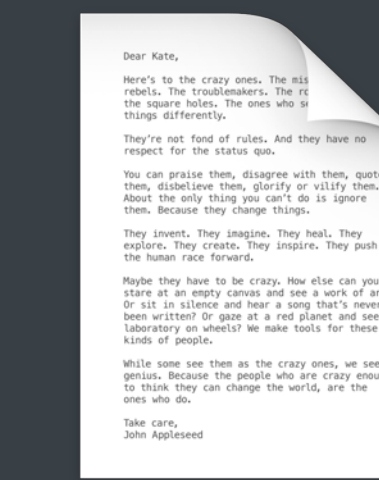 Dear Kate,
Here's to the crazy ones. The
rebels. The troublemakers. The
the square holes. The ones who
things differently.
They're not fond of rules. And they have no
respect for the status quo.
You can praise them, disagree with them, quote
them, disbelieve them, glorify or vilify them.
About the only thing you can't do is ignore
them. Because they change things.
They invent. They imagine. They heal. They
explore. They create. They inspire. They push
the human race forward.
Maybe they have to be crazy. How else can you
stare at an empty canvas and see a work of
Or sit in silence and hear a song that's never
been written? Or gaze at a red planet and see
laboratory on wheels? We make tools for these
kinds of people.
While some see them as the crazy ones, we see
genius. Because the people who are crazy
to think they can change the world, are the
ones who do.
Take care,
John Appleseed